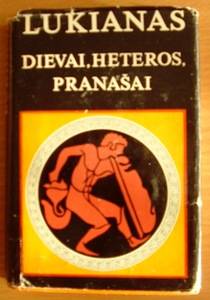 LUKIANAS
DIEVAI, HETEROS,
PRANAŠAI